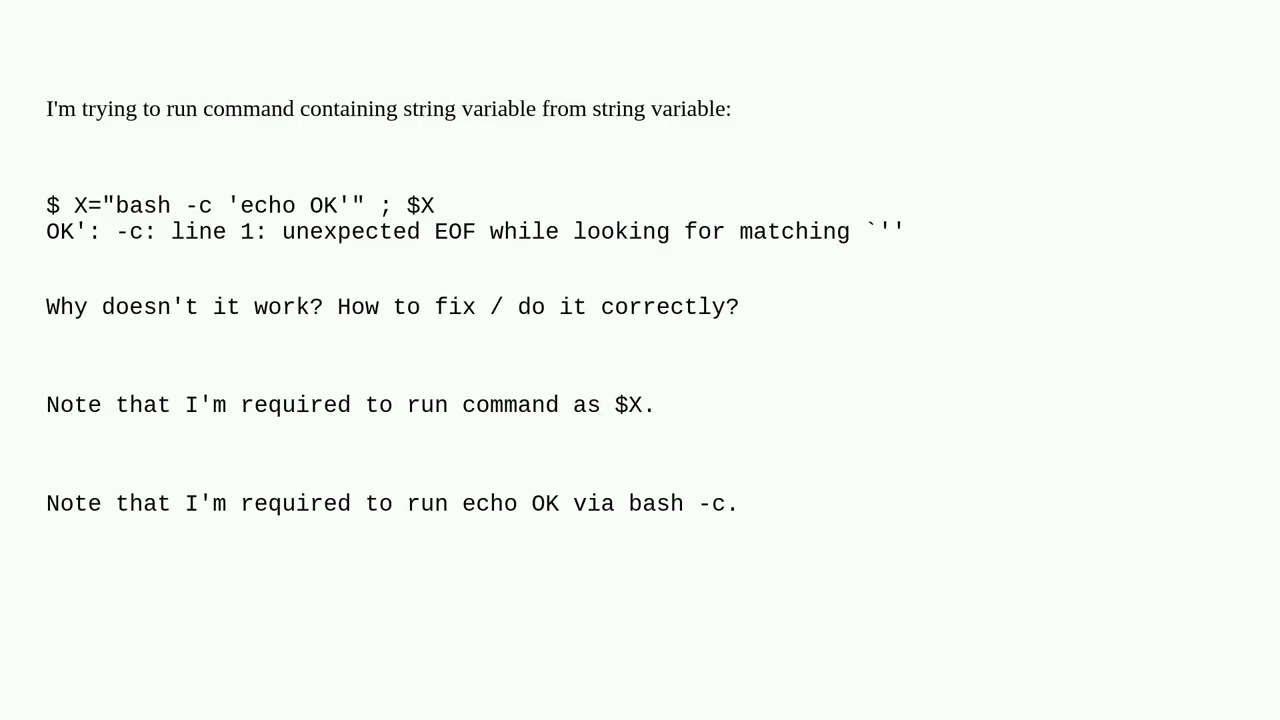 I'm trying to run command containing string variable from string variable:
$ X="bash -c 'echo OK'" ; $X
OK': -c: line 1: unexpected EOF while looking for matching `''
Why doesn't it work? How to fix / do it correctly?
Note that I'm required to run command as $X.
Note that I'm required to run echo OK via bash -c.